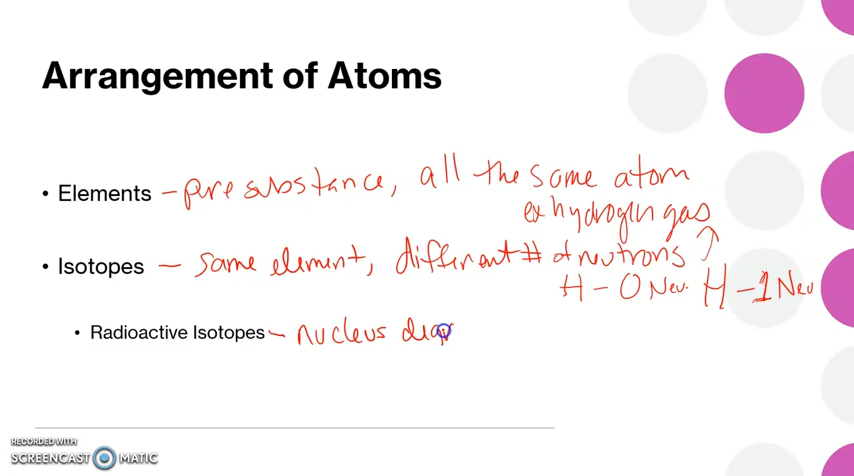 Arrangement of Atoms
• Elements – pure substance, all the same atom
ex hydrogen gas
• Isotopes – same element, different # of neutrons
H – 0 Neu. H – 1 Neu
• Radioactive Isotopes – nucleus
RECORDED WITH
SCREENCAST MATIC